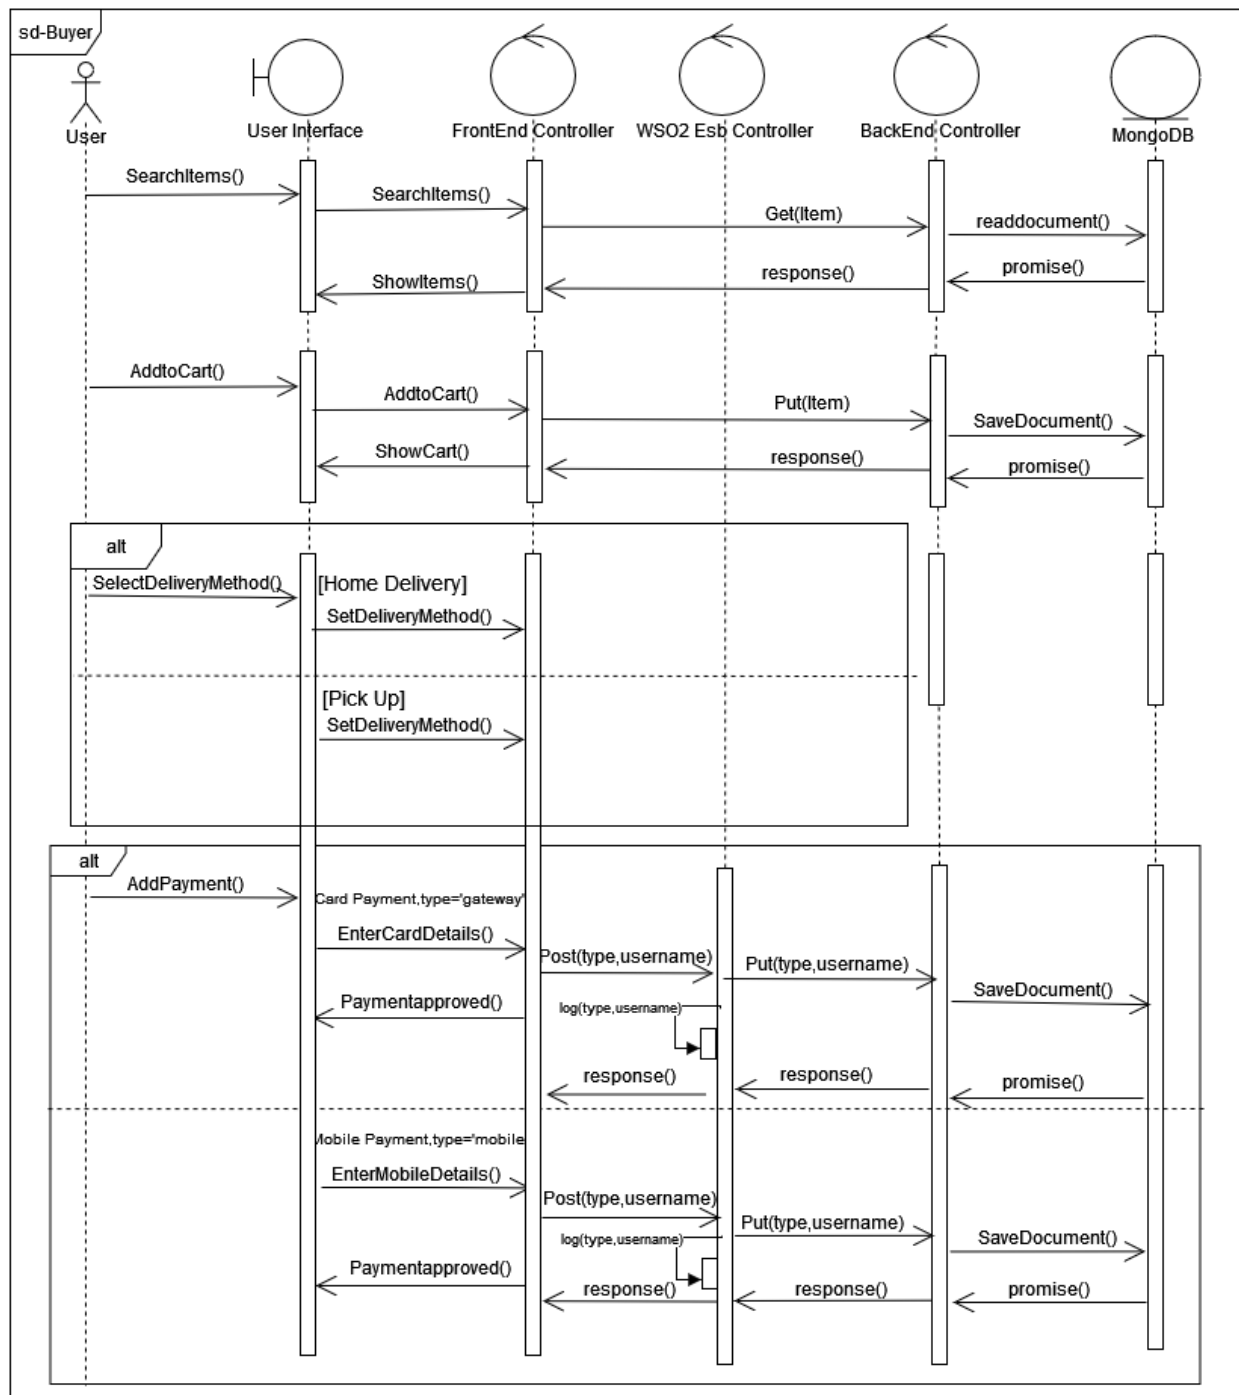 sd-Buyer
User
User Interface
FrontEnd Controller
WSO2 Esb Controller
BackEnd Controller
MongoDB
SearchItems()
SearchItems()
Get(Item)
readdocument()
promise()
response()
ShowItems()
AddtoCart()
AddtoCart()
Put(Item)
SaveDocument()
ShowCart()
response()
promise()
alt
SelectDeliveryMethod()
[Home Delivery]
SetDeliveryMethod()
[Pick Up]
SetDeliveryMethod()
alt
AddPayment()
Card Payment,type='gateway'
EnterCardDetails()
Post(type,username)
Put(type,username)
SaveDocument()
Paymentapproved()
log(type,username)
response()
response()
promise()
Mobile Payment,type='mobile
EnterMobileDetails()
Post(type,username)
Put(type,username)
SaveDocument()
log(type,username)
Paymentapproved()
response()
response()
promise()